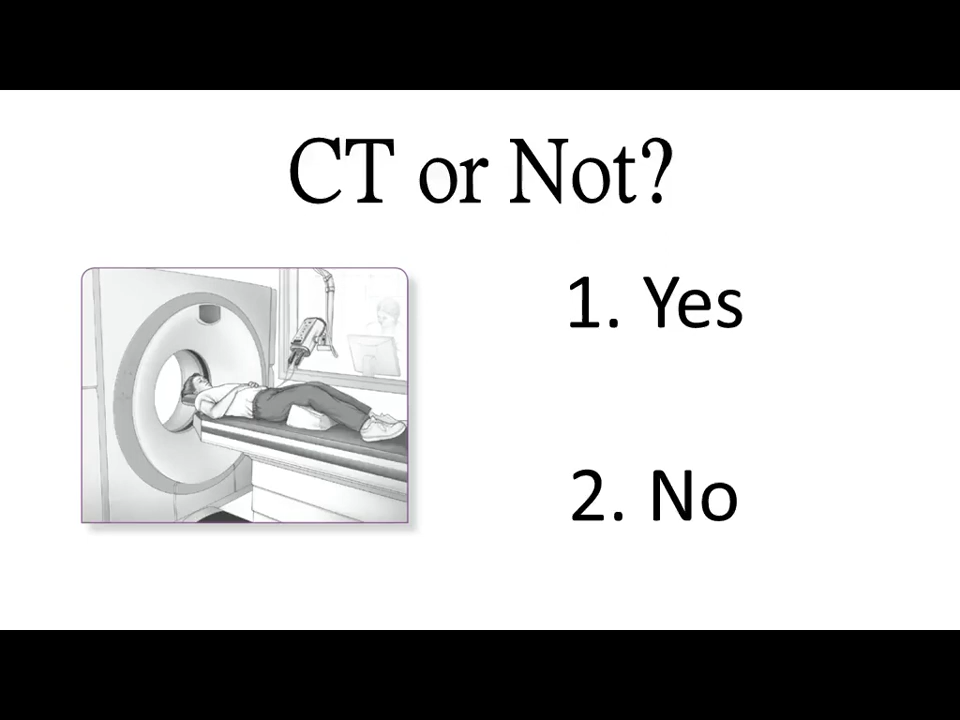 CT or Not?
1. Yes
2. No